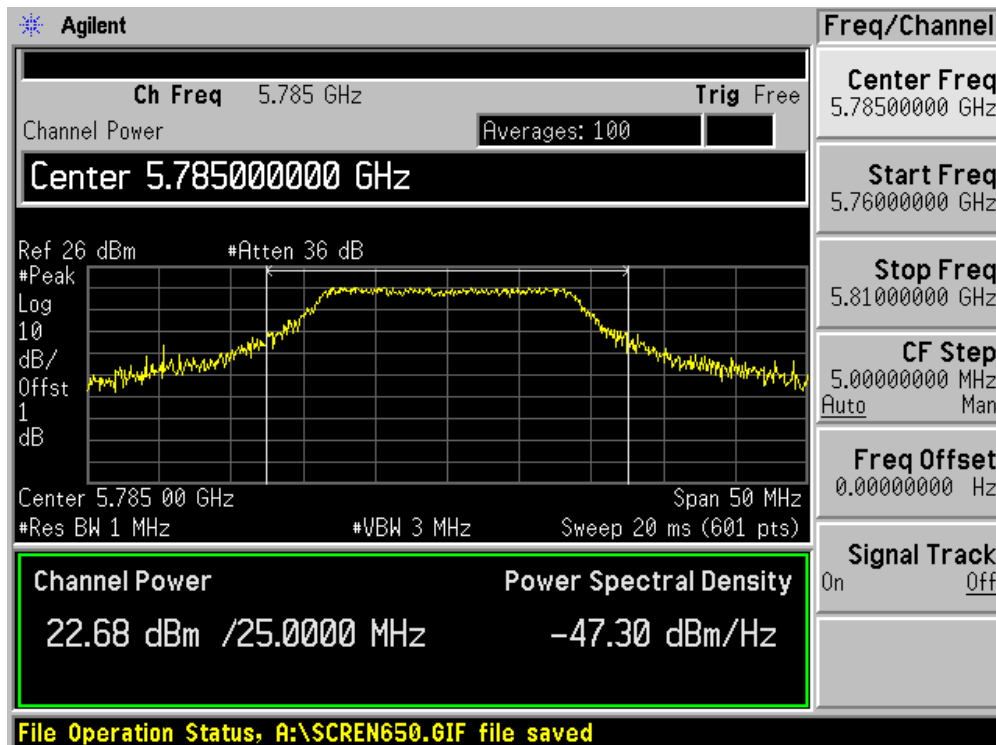 Agilent
Freq/Channel
Ch Freq 5.785 GHz Trig Free
Channel Power Averages: 100
Center 5.785000000 GHz
Ref 26 dBm #Atten 36 dB
#Peak
Log
10
dB/
Offst
1
dB
Center 5.785 00 GHz Span 50 MHz
#Res BW 1 MHz #VBW 3 MHz Sweep 20 ms (601 pts)
Channel Power Power Spectral Density
22.68 dBm /25.0000 MHz -47.30 dBm/Hz
File Operation Status, A:\SCREN650.GIF file saved
Center Freq
5.78500000 GHz
Start Freq
5.76000000 GHz
Stop Freq
5.81000000 GHz
CF Step
5.00000000 MHz
Auto Man
Freq Offset
0.00000000 Hz
Signal Track
On Off